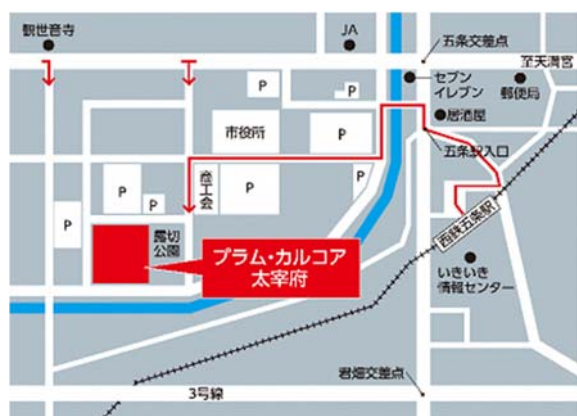 観世音寺
JA
五条交差点
至天満宮
セブン
イレブン
郵便局
P
P
居酒屋
市役所
P
五条駅入口
P
商工会
P
P
P
P
露切
公園
西鉄五条駅
プラム・カルコア
太宰府
いきいき
情報センター
君畑交差点
3号線